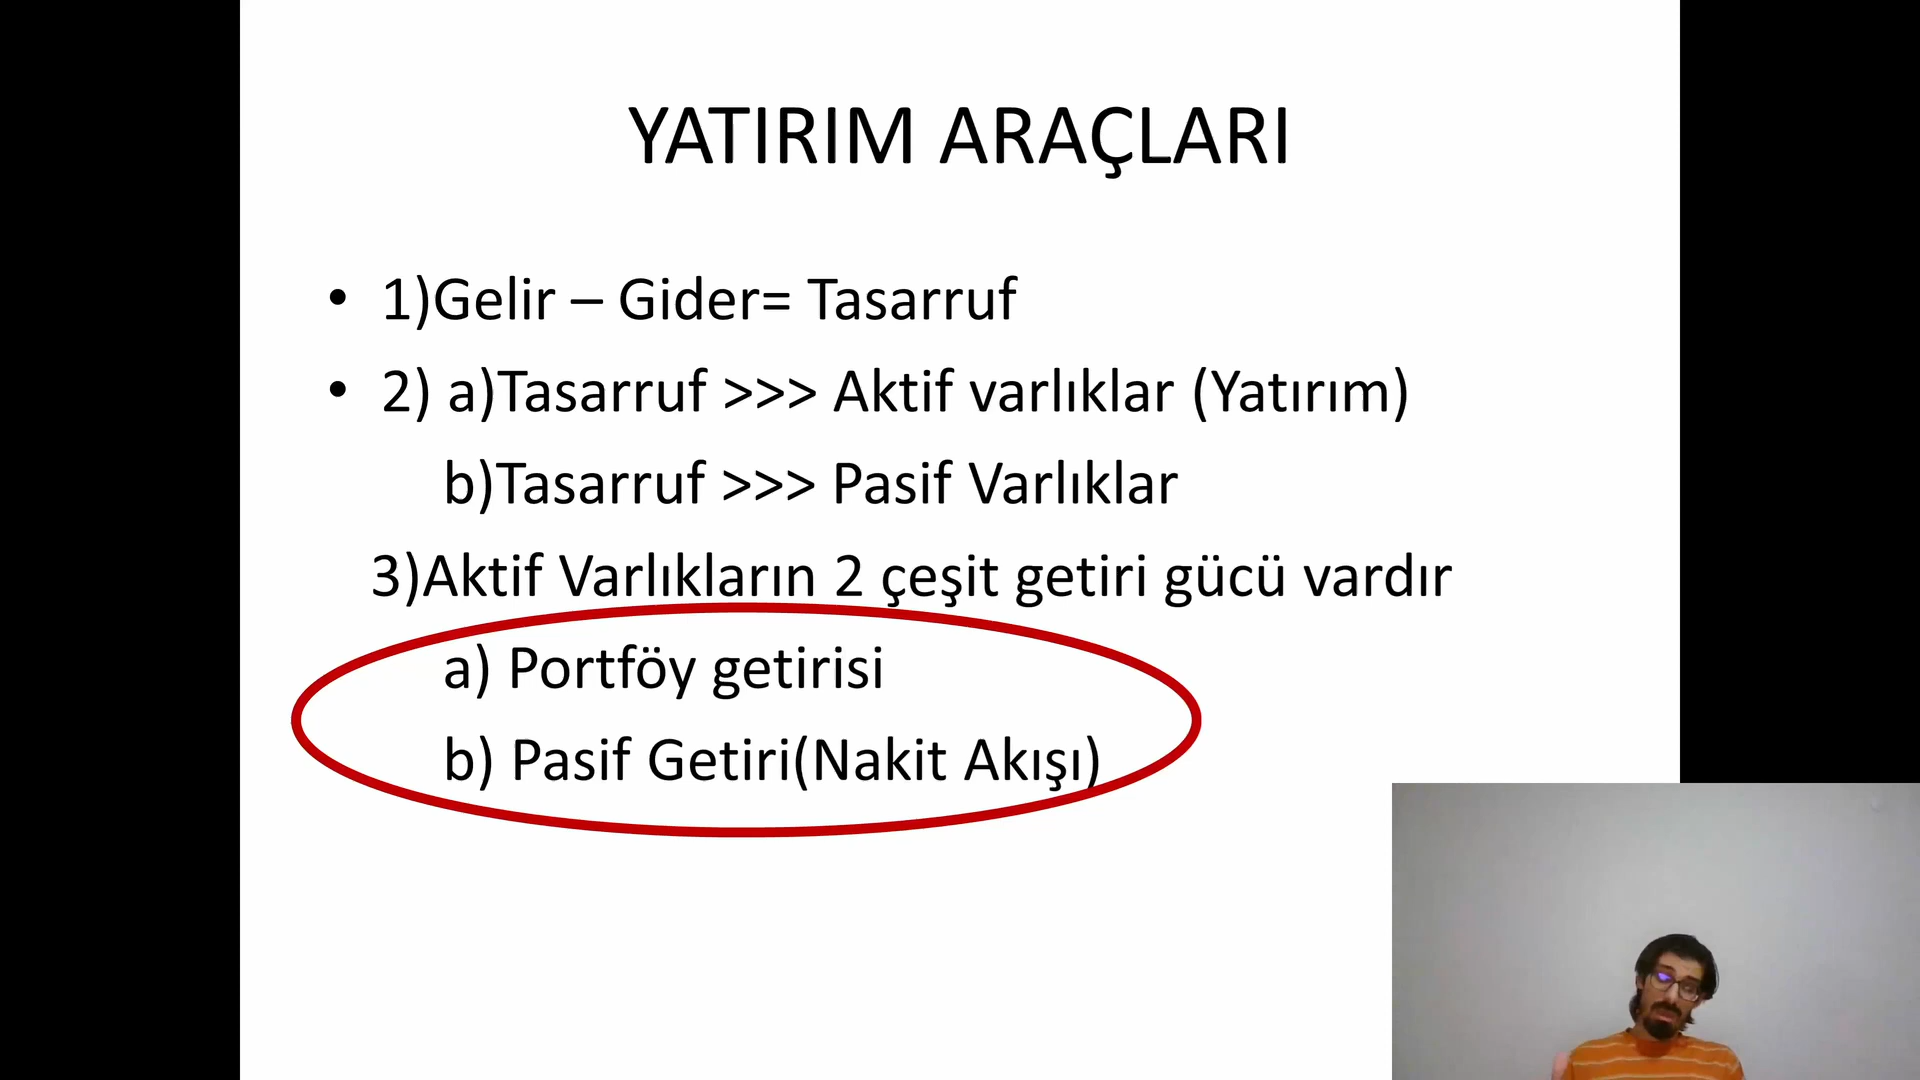 YATIRIM ARAÇLARI
• 1)Gelir – Gider= Tasarruf
• 2) a)Tasarruf >>> Aktif varlıklar (Yatırım)
b)Tasarruf >>> Pasif Varlıklar
3)Aktif Varlıkların 2 çeşit getiri gücü vardır
a) Portföy getirisi
b) Pasif Getiri(Nakit Akışı)